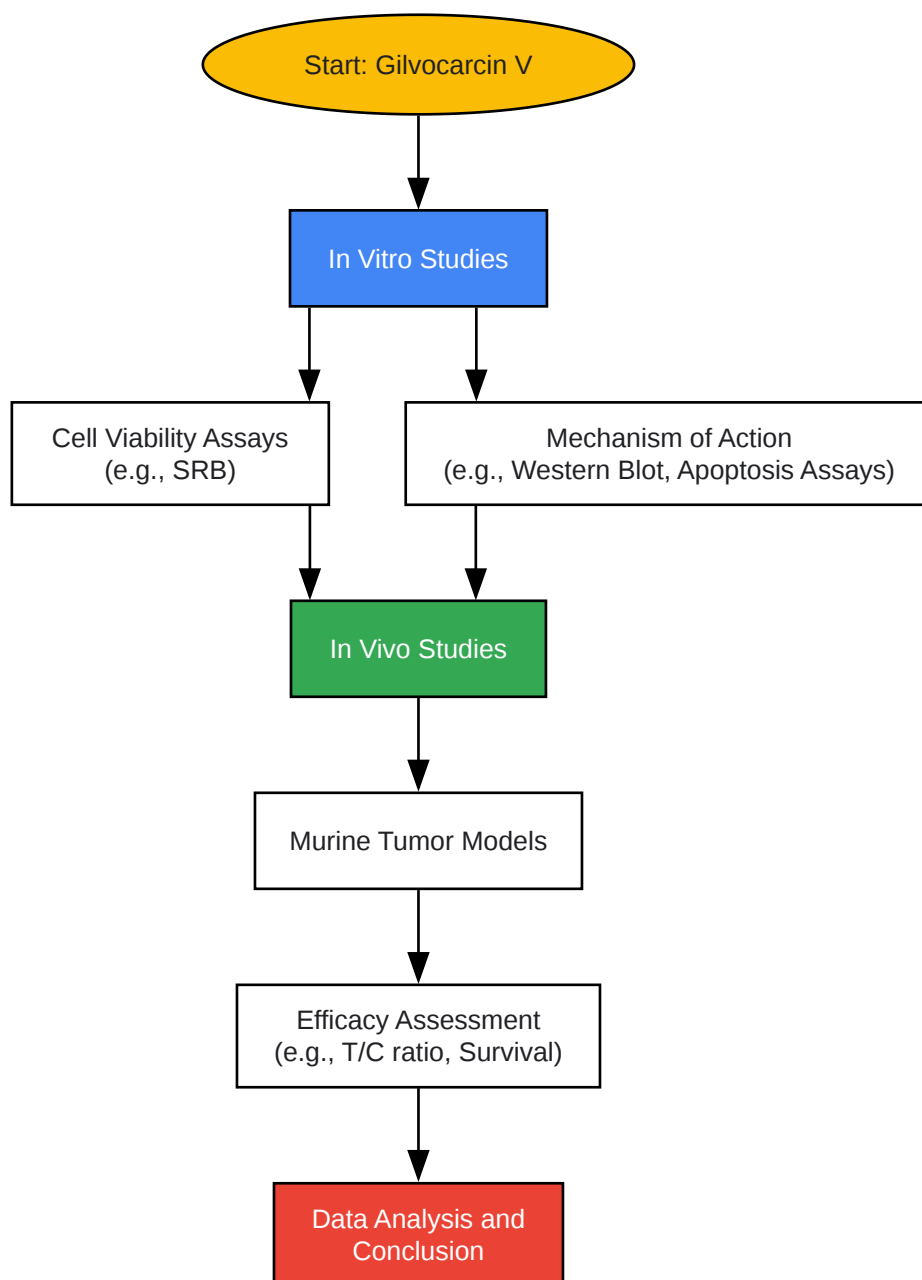 Start: Gilvocarcin V
In Vitro Studies
Cell Viability Assays
(e.g., SRB)
Mechanism of Action
(e.g., Western Blot, Apoptosis Assays)
In Vivo Studies
Murine Tumor Models
Efficacy Assessment
(e.g., T/C ratio, Survival)
Data Analysis and
Conclusion